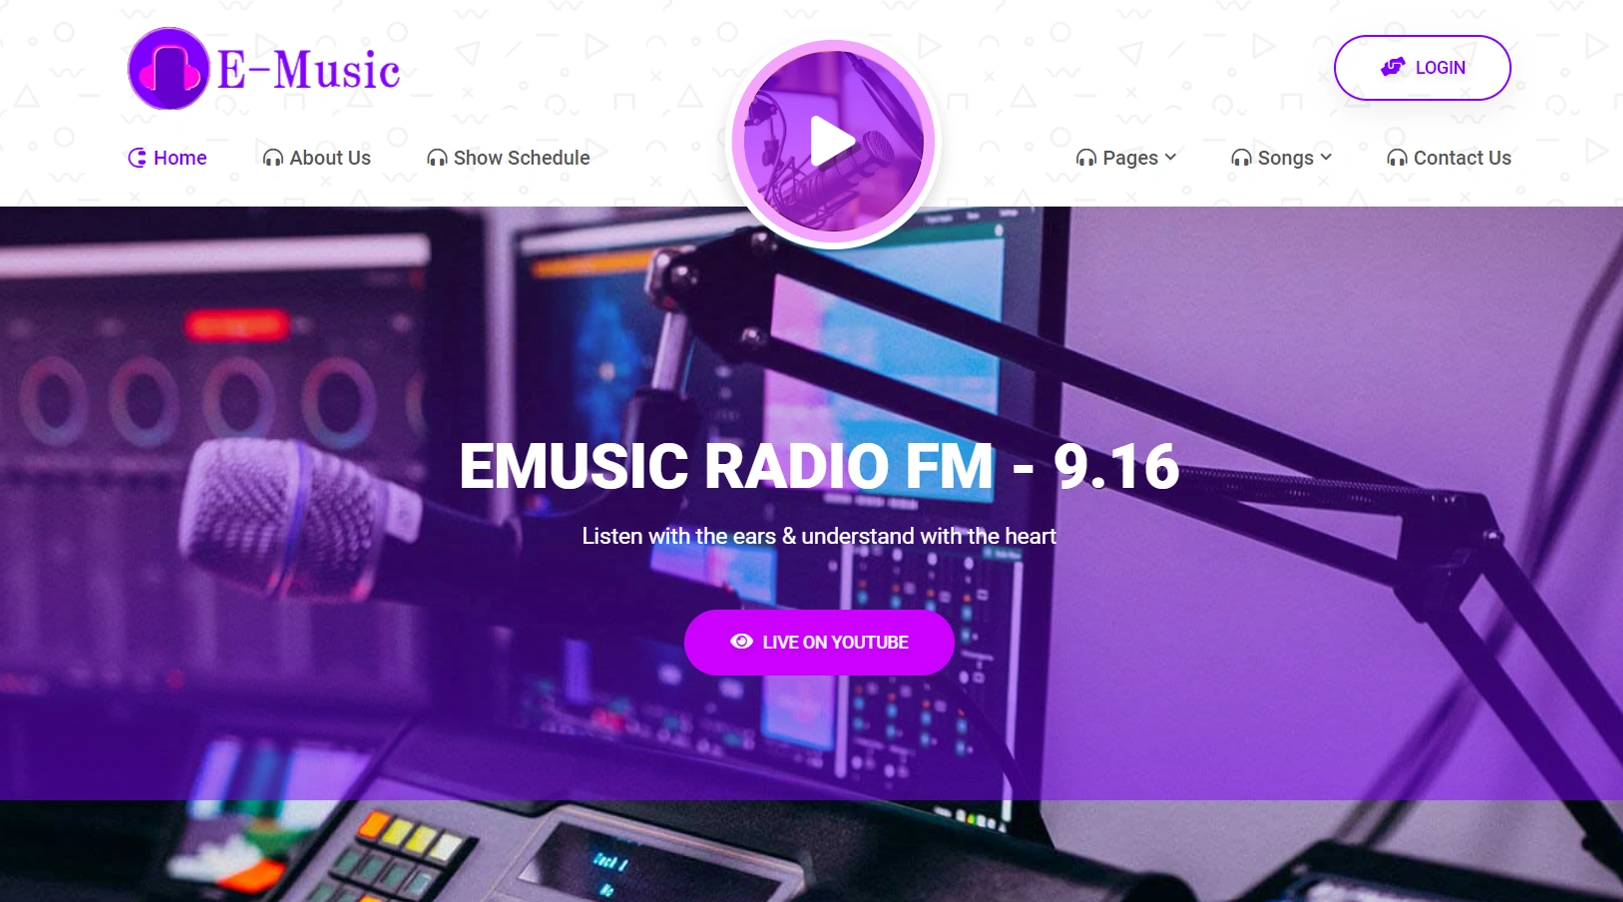 E-Music
LOGIN
Home
About Us
Show Schedule
Pages
Songs
Contact Us
EMUSIC RADIO FM - 9.16
Listen with the ears & understand with the heart
LIVE ON YOUTUBE